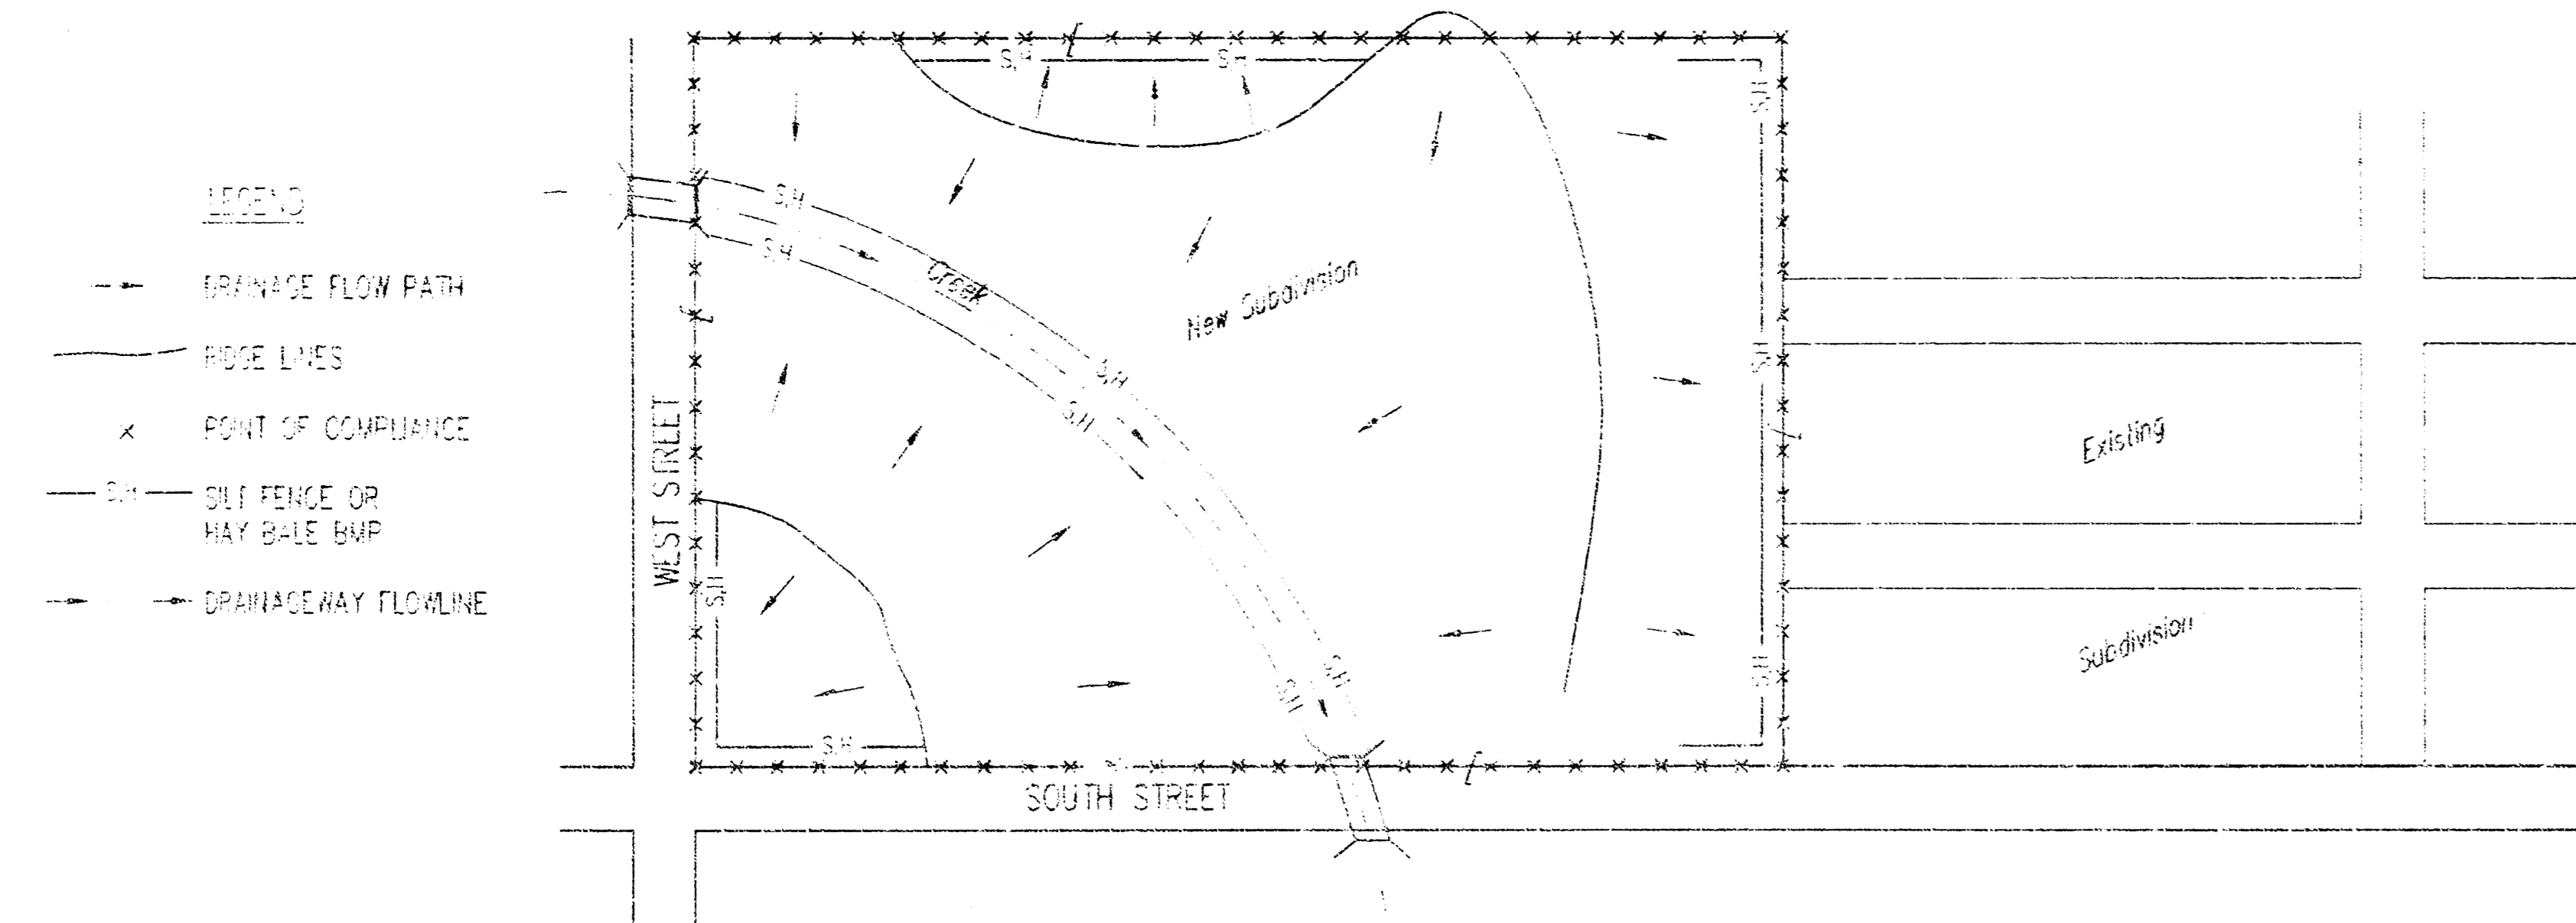 LEGEND
DRAINAGE FLOW PATH
RIDGE LINES
POINT OF COMPLIANCE
S,H
SILT FENCE OR
HAY BALE BMP
DRAINAGEWAY FLOWLINE
S,H
S,H
S,H
S,H
S,H
Creek
New Subdivision
S,H
S,H
S,H
WEST STREET
Existing
S,H
S,H
S,H
S,H
S,H
Subdivision
SOUTH STREET